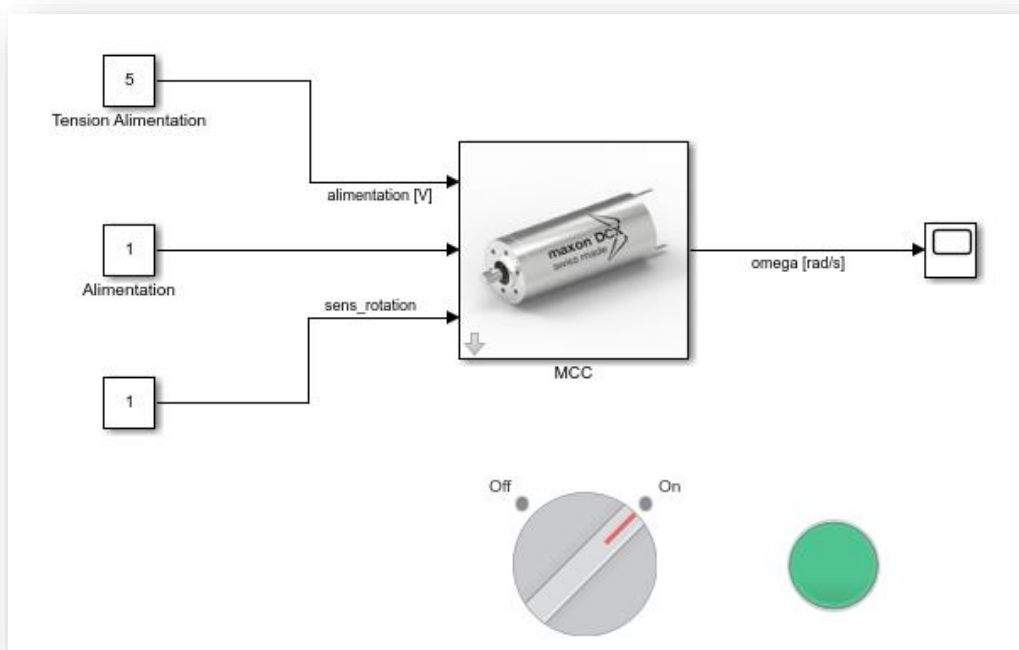 5
Tension Alimentation
alimentation [V]
1
Alimentation
sens_rotation
1
maxon DCX
swiss made
MCC
omega [rad/s]
Off
On